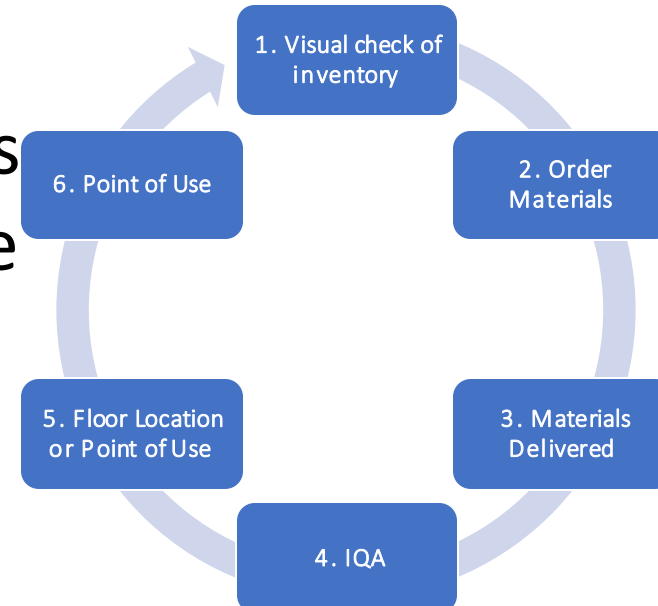 1. Visual check of
inventory
2. Order
Materials
3. Materials
Delivered
4. IQA
5. Floor Location
or Point of Use
6. Point of Use
s
e